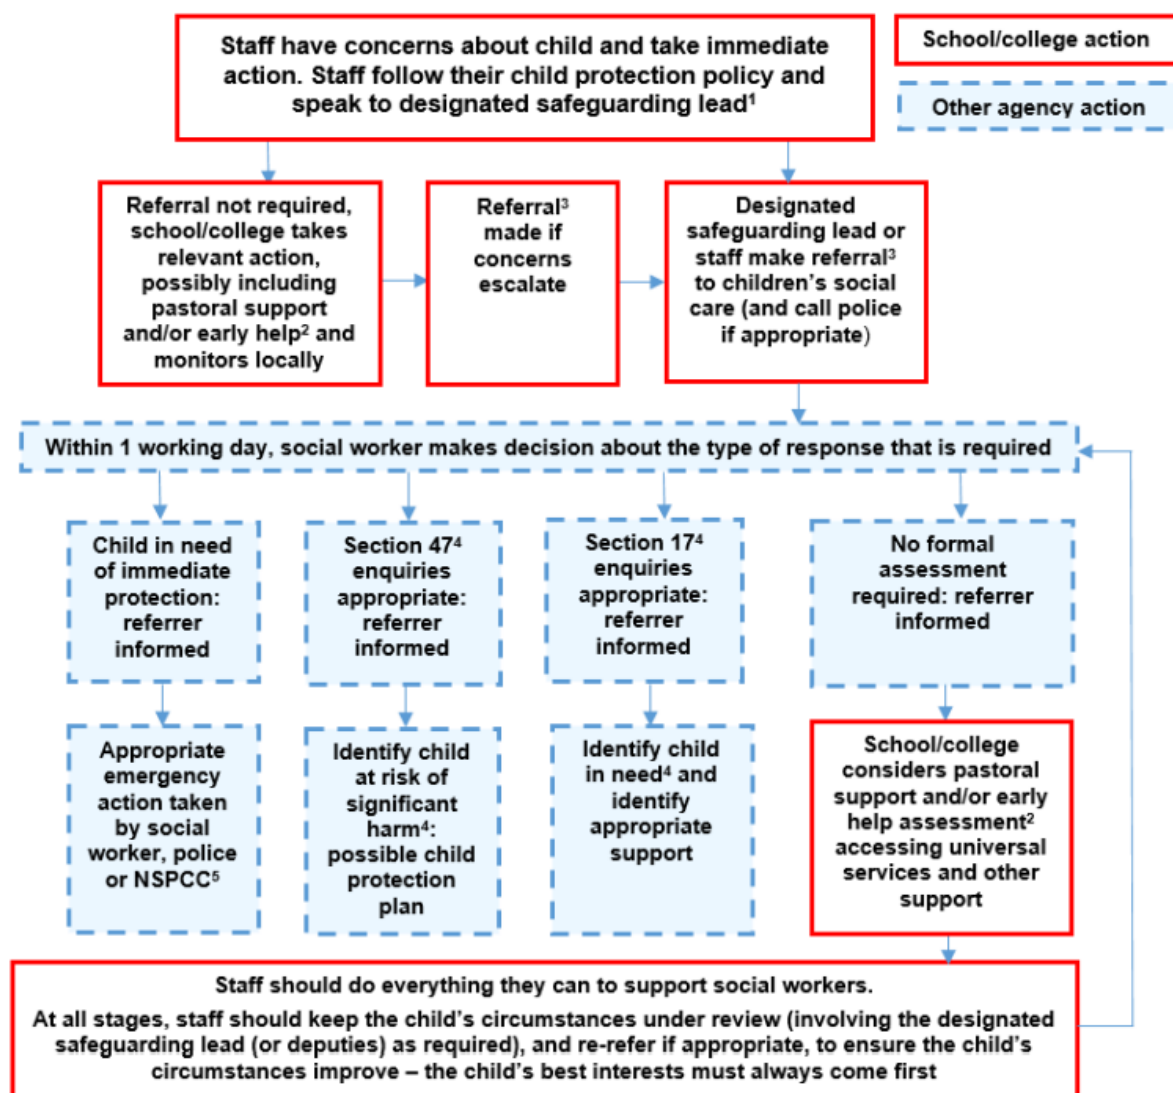 Staff have concerns about child and take immediate
action. Staff follow their child protection policy and
speak to designated safeguarding lead¹
School/college action
Other agency action
Referral not required,
school/college takes
relevant action,
possibly including
pastoral support
and/or early help² and
monitors locally
Referral³
made if
concerns
escalate
Designated
safeguarding lead or
staff make referral³
to children's social
care (and call police
if appropriate)
Within 1 working day, social worker makes decision about the type of response that is required
Child in need
of immediate
protection:
referrer
informed
Section 47⁴
enquiries
appropriate:
referrer
informed
Section 17⁴
enquiries
appropriate:
referrer
informed
No formal
assessment
required: referrer
informed
Appropriate
emergency
action taken
by social
worker, police
or NSPCC⁵
Identify child
at risk of
significant
harm⁴:
possible child
protection
plan
Identify child
in need⁴ and
identify
appropriate
support
School/college
considers pastoral
support and/or early
help assessment²
accessing universal
services and other
support
Staff should do everything they can to support social workers.
At all stages, staff should keep the child's circumstances under review (involving the designated
safeguarding lead (or deputies) as required), and re-refer if appropriate, to ensure the child's
circumstances improve – the child's best interests must always come first